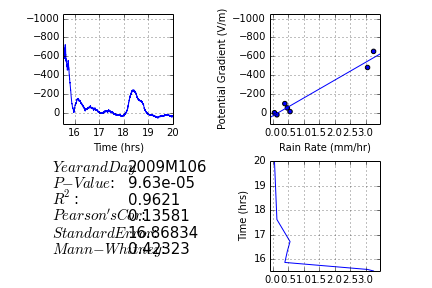 −1000
−800
−600
−400
−200
0
16
17
18
19
20
Time (hrs)
Potential Gradient (V/m)
−1000
−800
−600
−400
−200
0
0.0 0.5 1.0 1.5 2.0 2.5 3.0
Rain Rate (mm/hr)
YearandDay: 2009M106
P−Value: 9.63e-05
R²: 0.9621
Pearson'sCor: 0.13581
StandardError: 16.86834
Mann−Whitney: 0.42323
Time (hrs)
20
19
18
17
16
0.0 0.5 1.0 1.5 2.0 2.5 3.0